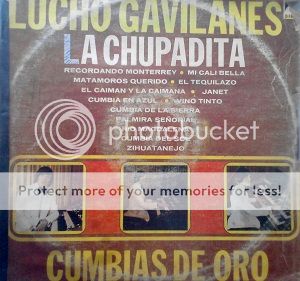 LUCHO GAVILANES
LA CHUPADITA
RECORDANDO MONTERREY • MI CALI BELLA
MATAMOROS QUERIDO • EL TEQUILAZO
EL CAIMAN Y LA CAIMANA • JANET
CUMBIA EN AZUL • VINO TINTO
CUMBIA DE LA SIERRA
PALMIRA SEÑORIAL
RIO MAGDALENA
CUMBIA DEL SOL
ZIHUATANEJO
photobucket
Protect more of your memories for less!
CUMBIAS DE ORO